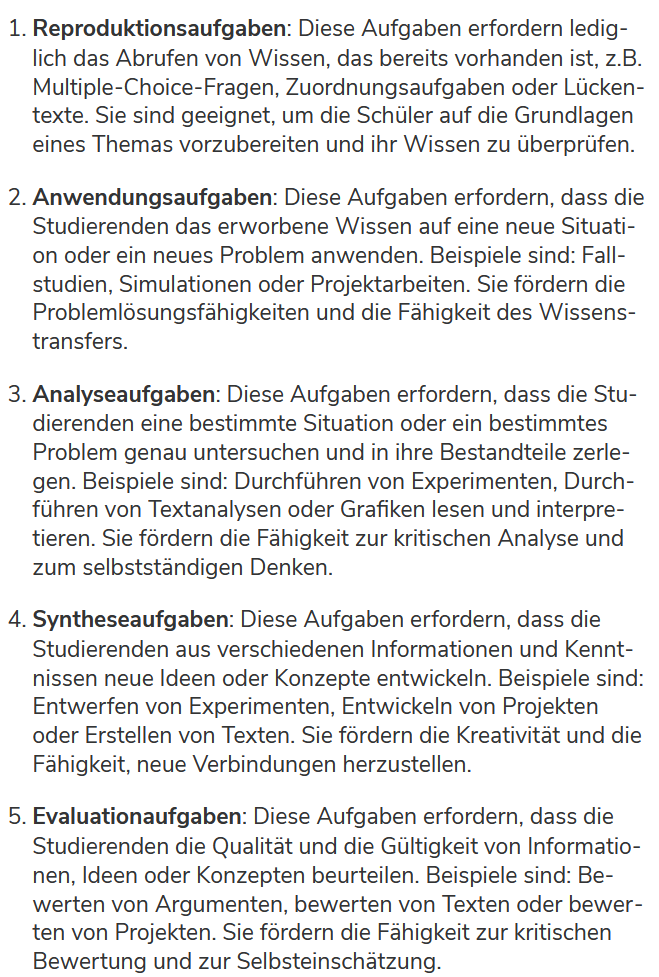 1. Reproduktionsaufgaben: Diese Aufgaben erfordern ledig-
lich das Abrufen von Wissen, das bereits vorhanden ist, z.B.
Multiple-Choice-Fragen, Zuordnungsaufgaben oder Lücken-
texte. Sie sind geeignet, um die Schüler auf die Grundlagen
eines Themas vorzubereiten und ihr Wissen zu überprüfen.
2. Anwendungsaufgaben: Diese Aufgaben erfordern, dass die
Studierenden das erworbene Wissen auf eine neue Situati-
on oder ein neues Problem anwenden. Beispiele sind: Fall-
studien, Simulationen oder Projektarbeiten. Sie fördern die
Problemlösungsfähigkeiten und die Fähigkeit des Wissens-
transfers.
3. Analyseaufgaben: Diese Aufgaben erfordern, dass die Stu-
dierenden eine bestimmte Situation oder ein bestimmtes
Problem genau untersuchen und in ihre Bestandteile zerle-
gen. Beispiele sind: Durchführen von Experimenten, Durch-
führen von Textanalysen oder Grafiken lesen und interpre-
tieren. Sie fördern die Fähigkeit zur kritischen Analyse und
zum selbstständigen Denken.
4. Syntheseaufgaben: Diese Aufgaben erfordern, dass die
Studierenden aus verschiedenen Informationen und Kennt-
nissen neue Ideen oder Konzepte entwickeln. Beispiele sind:
Entwerfen von Experimenten, Entwickeln von Projekten
oder Erstellen von Texten. Sie fördern die Kreativität und die
Fähigkeit, neue Verbindungen herzustellen.
5. Evaluationaufgaben: Diese Aufgaben erfordern, dass die
Studierenden die Qualität und die Gültigkeit von Informatio-
nen, Ideen oder Konzepten beurteilen. Beispiele sind: Be-
werten von Argumenten, bewerten von Texten oder bewer-
ten von Projekten. Sie fördern die Fähigkeit zur kritischen
Bewertung und zur Selbsteinschätzung.